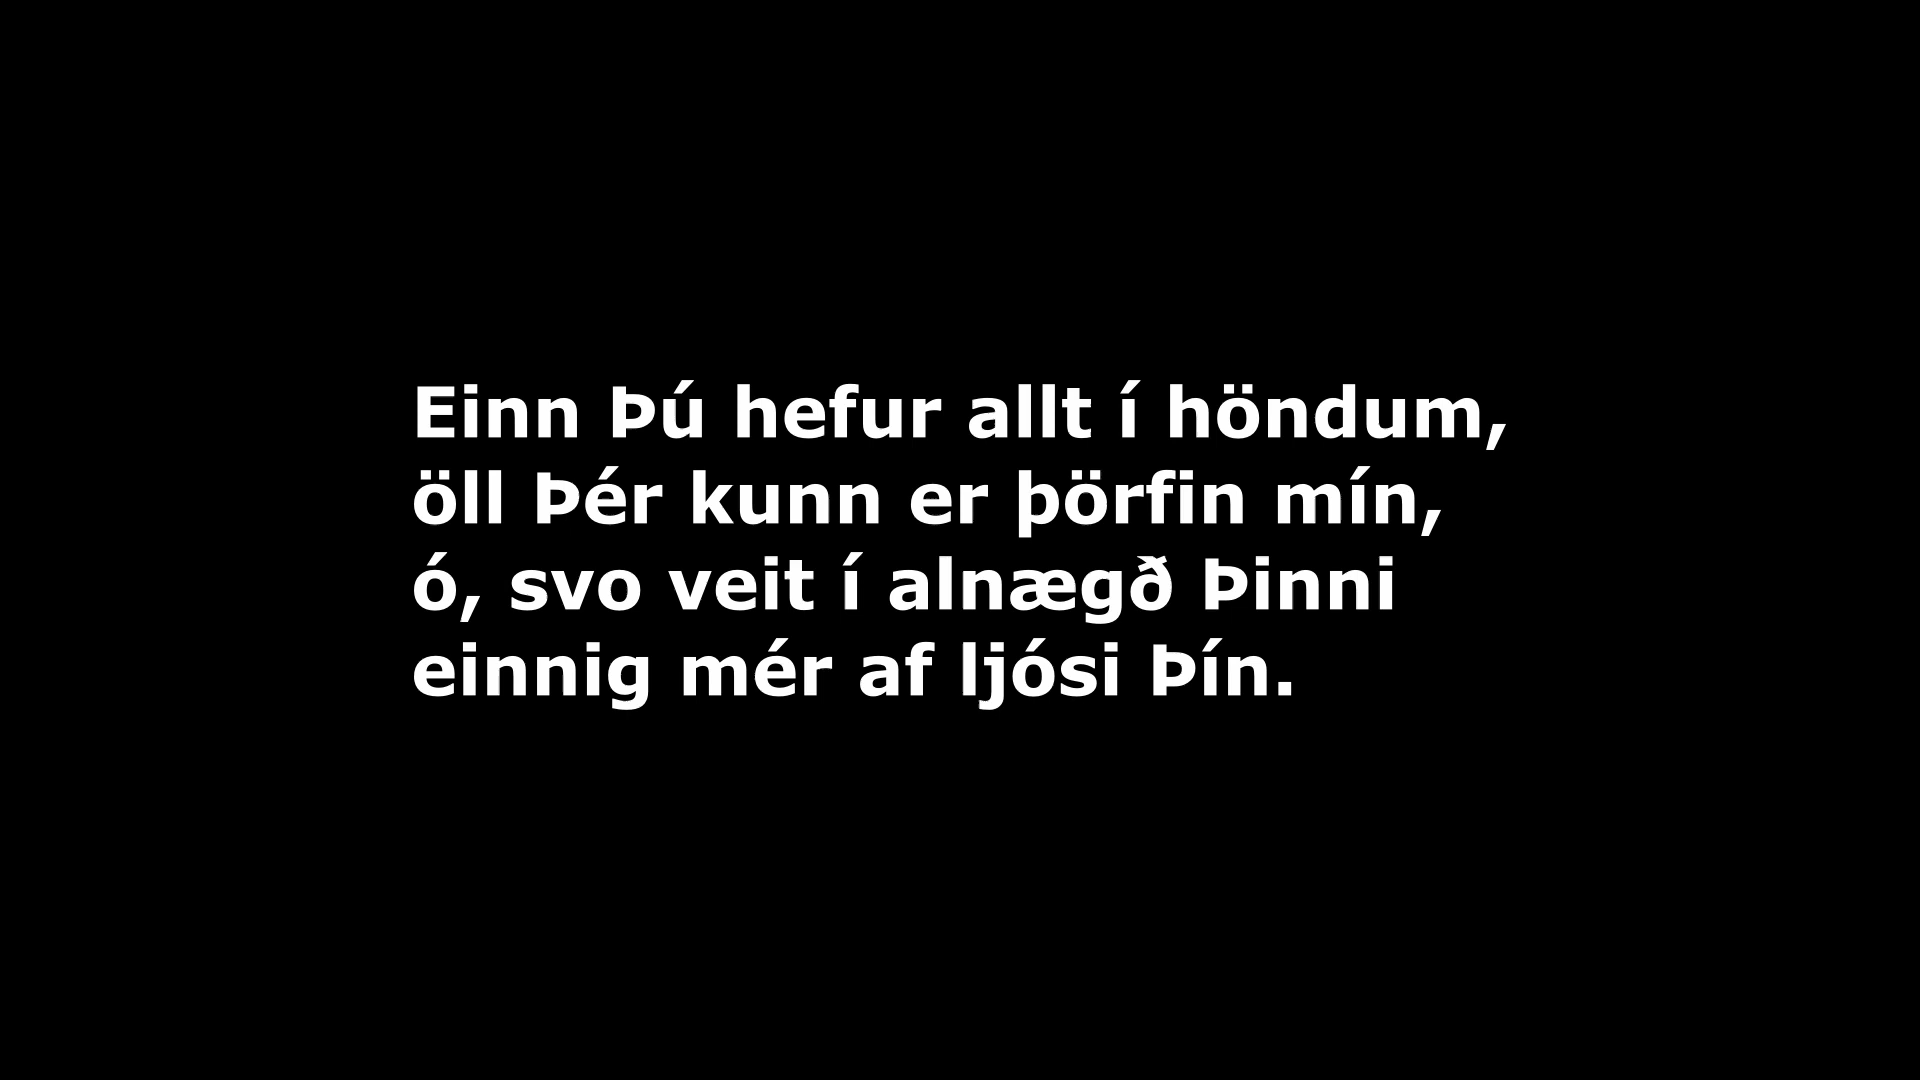 Einn Þú hefur allt í höndum,
öll Þér kunn er þörfin mín,
ó, svo veit í alnægð Þinni
einnig mér af ljósi Þín.